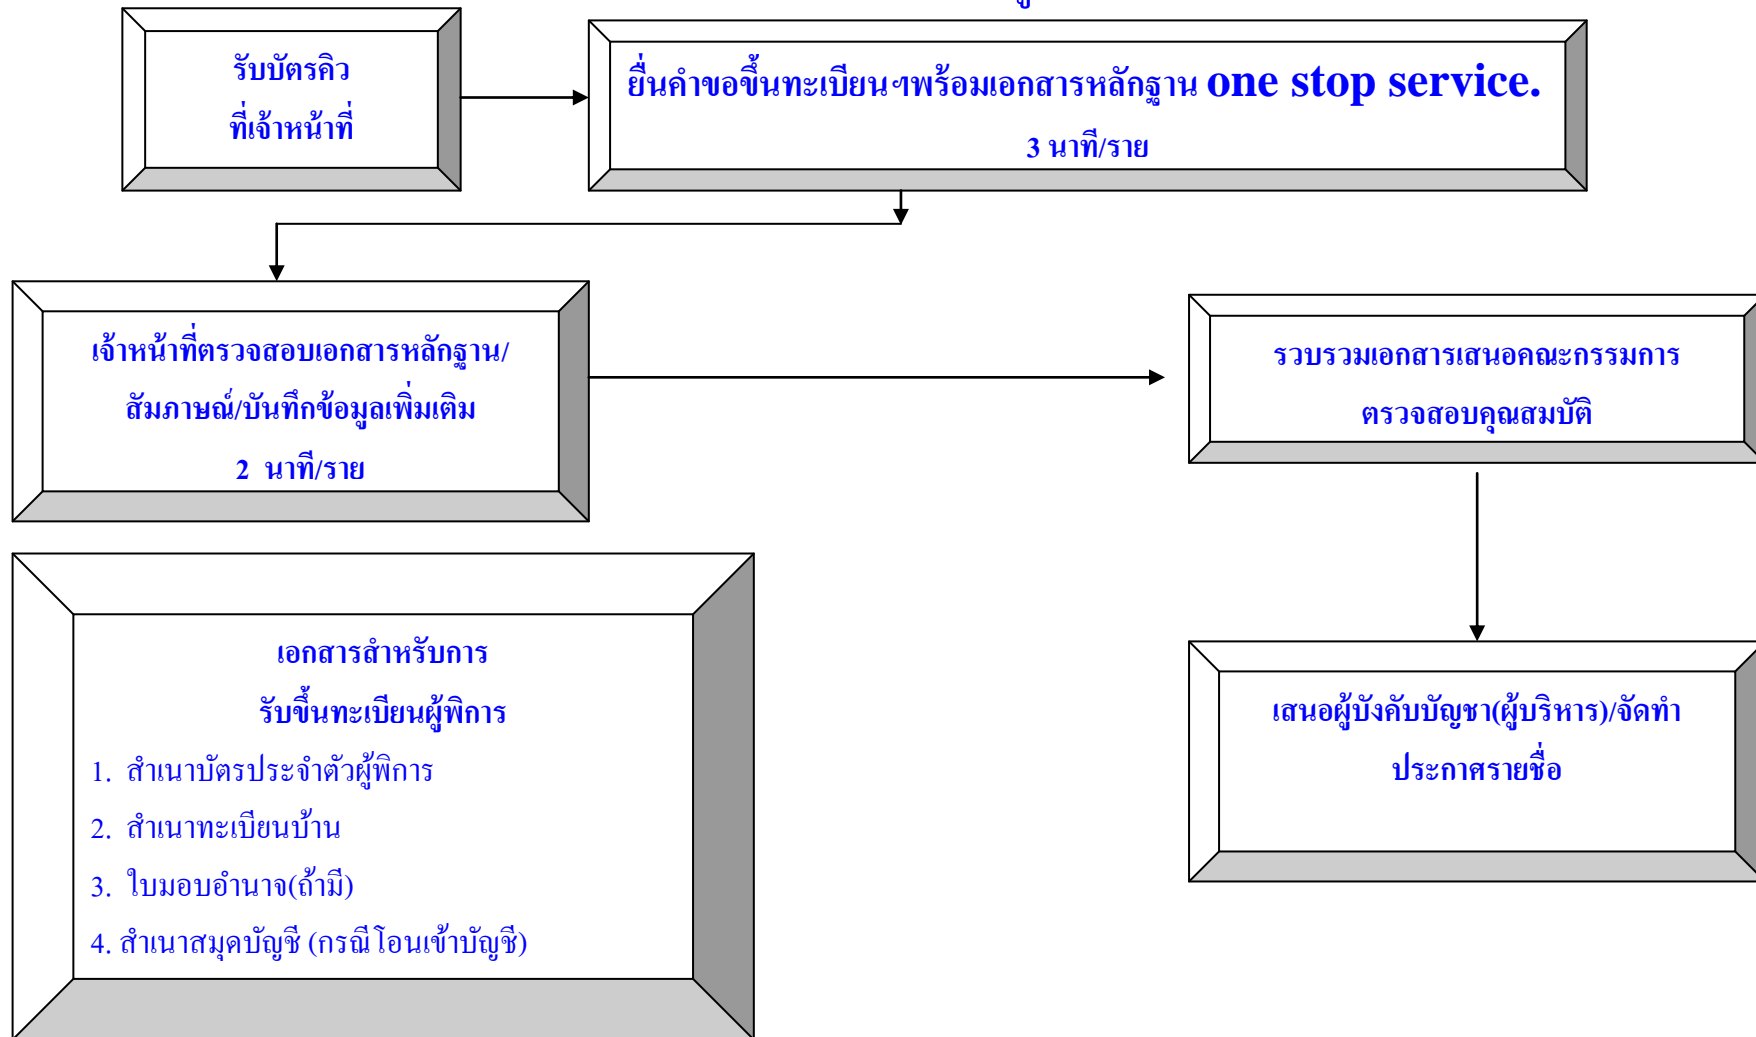 รับบัตรคิว
ที่เจ้าหน้าที่
ยื่นคำขอขึ้นทะเบียนฯพร้อมเอกสารหลักฐาน one stop service.
3 นาที/ราย
เจ้าหน้าที่ตรวจสอบเอกสารหลักฐาน/
สัมภาษณ์/บันทึกข้อมูลเพิ่มเติม
2 นาที/ราย
รวบรวมเอกสารเสนอคณะกรรมการ
ตรวจสอบคุณสมบัติ
เอกสารสำหรับการ
รับขึ้นทะเบียนผู้พิการ
1. สำเนาบัตรประจำตัวผู้พิการ
2. สำเนาทะเบียนบ้าน
3. ใบมอบอำนาจ(ถ้ามี)
4. สำเนาสมุดบัญชี (กรณีโอนเข้าบัญชี)
เสนอผู้บังคับบัญชา(ผู้บริหาร)/จัดทำ
ประกาศรายชื่อ